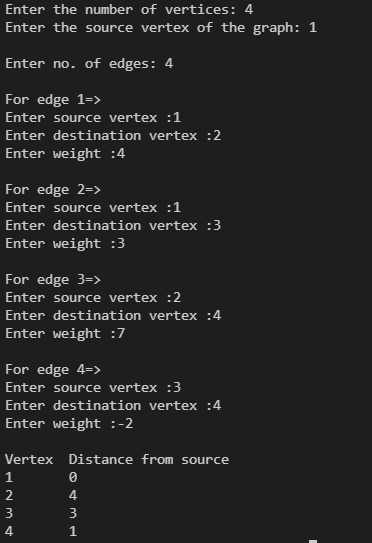 Enter the number of vertices: 4
Enter the source vertex of the graph: 1
Enter no. of edges: 4
For edge 1=>
Enter source vertex :1
Enter destination vertex :2
Enter weight :4
For edge 2=>
Enter source vertex :1
Enter destination vertex :3
Enter weight :3
For edge 3=>
Enter source vertex :2
Enter destination vertex :4
Enter weight :7
For edge 4=>
Enter source vertex :3
Enter destination vertex :4
Enter weight :-2
Vertex  Distance from source
1       0
2       4
3       3
4       1